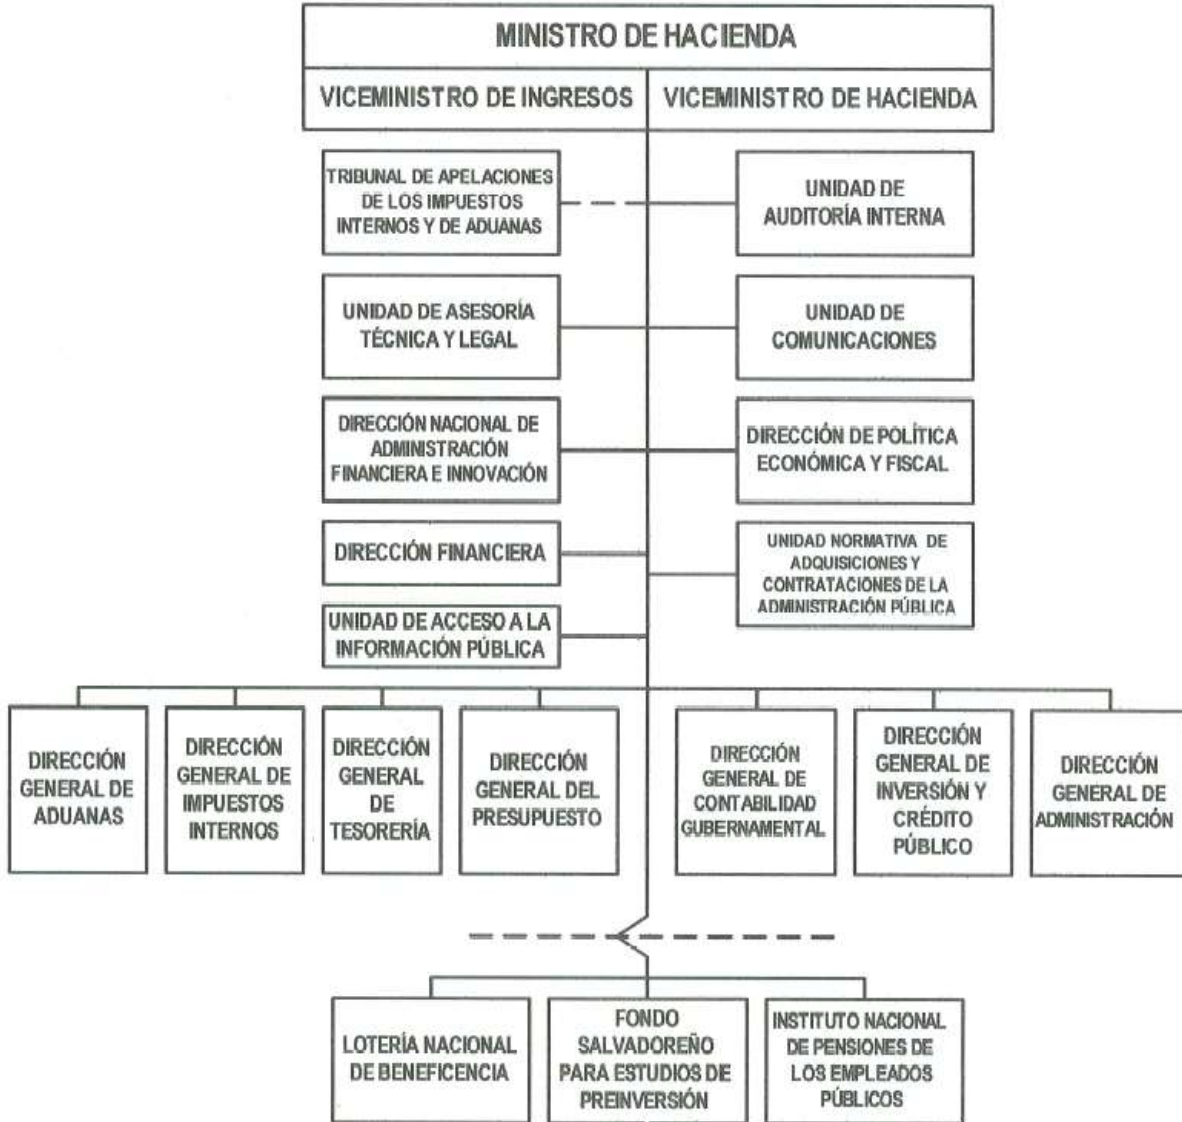 MINISTRO DE HACIENDA
VICEMINISTRO DE INGRESOS
VICEMINISTRO DE HACIENDA
TRIBUNAL DE APELACIONES
DE LOS IMPUESTOS
INTERNOS Y DE ADUANAS
UNIDAD DE
AUDITORÍA INTERNA
UNIDAD DE ASESORÍA
TÉCNICA Y LEGAL
UNIDAD DE
COMUNICACIONES
DIRECCIÓN NACIONAL DE
ADMINISTRACIÓN
FINANCIERA E INNOVACIÓN
DIRECCIÓN DE POLÍTICA
ECONÓMICA Y FISCAL
DIRECCIÓN FINANCIERA
UNIDAD NORMATIVA DE
ADQUISICIONES Y
CONTRATACIONES DE LA
ADMINISTRACIÓN PÚBLICA
UNIDAD DE ACCESO A LA
INFORMACIÓN PÚBLICA
DIRECCIÓN
GENERAL DE
ADUANAS
DIRECCIÓN
GENERAL DE
IMPUESTOS
INTERNOS
DIRECCIÓN
GENERAL
DE
TESORERÍA
DIRECCIÓN
GENERAL DEL
PRESUPUESTO
DIRECCIÓN
GENERAL DE
CONTABILIDAD
GUBERNAMENTAL
DIRECCIÓN
GENERAL DE
INVERSIÓN Y
CRÉDITO
PÚBLICO
DIRECCIÓN
GENERAL DE
ADMINISTRACIÓN
LOTERÍA NACIONAL
DE BENEFICENCIA
FONDO
SALVADOREÑO
PARA ESTUDIOS DE
PREINVERSIÓN
INSTITUTO NACIONAL
DE PENSIONES DE
LOS EMPLEADOS
PÚBLICOS